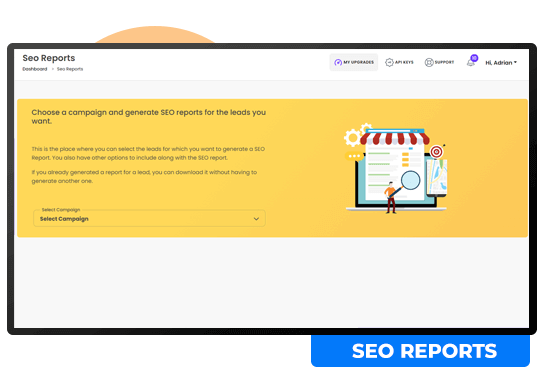 Seo Reports
Dashboard > Seo Reports
MY UPGRADES
API KEYS
SUPPORT
Hi, Adrian
Choose a campaign and generate SEO reports for the leads you
want.
This is the place where you can select the leads for which you want to generate a SEO
Report. You also have other options to include along with the SEO report.
If you already generated a report for a lead, you can download it without having to
generate another one.
Select Campaign
Select Campaign
SEO REPORTS